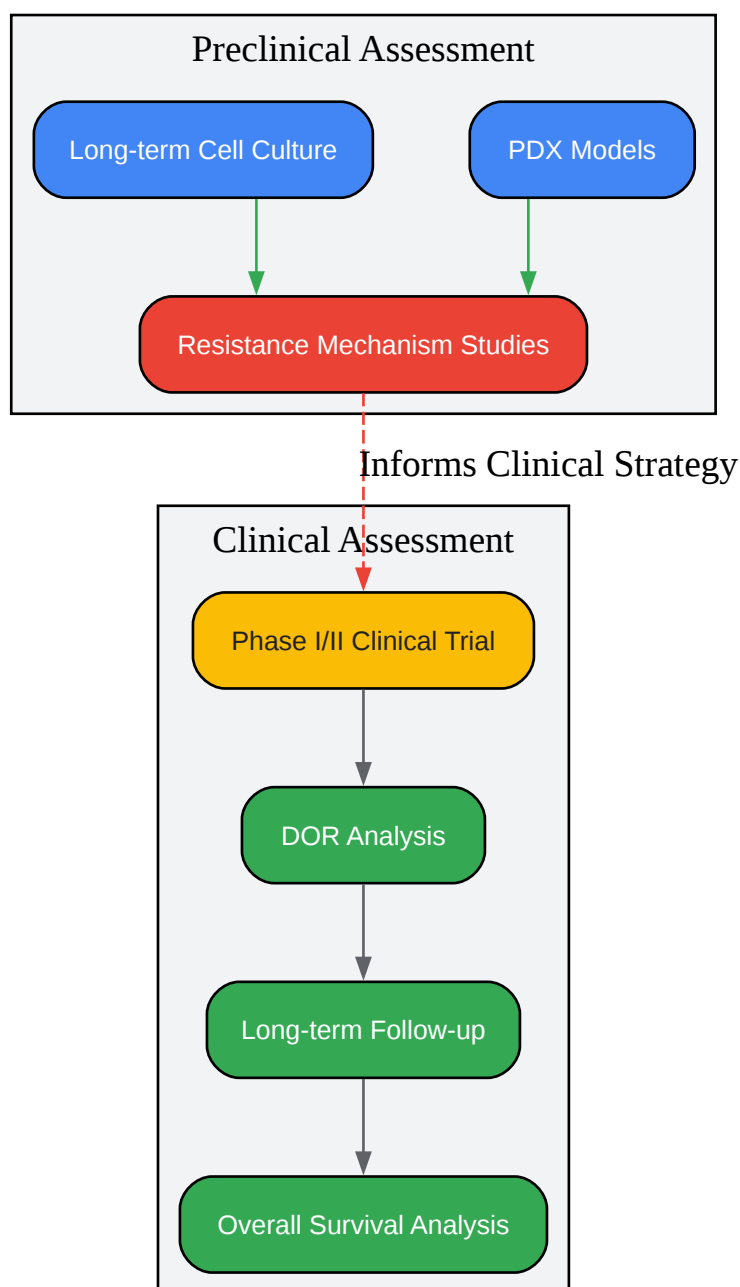 Preclinical Assessment
Long-term Cell Culture
PDX Models
Resistance Mechanism Studies
Informs Clinical Strategy
Clinical Assessment
Phase I/II Clinical Trial
DOR Analysis
Long-term Follow-up
Overall Survival Analysis